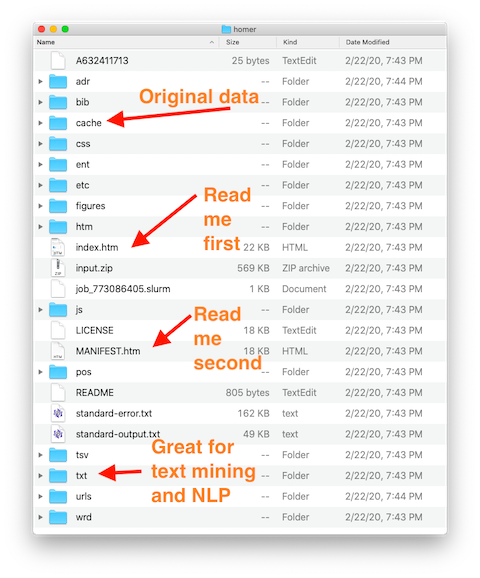 homer
Name Size Kind Date Modified
A632411713 25 bytes TextEdit 2/22/20, 7:43 PM
adr -- Folder 2/22/20, 7:44 PM
bib -- Folder 2/22/20, 7:43 PM
Original data
cache -- Folder 2/22/20, 7:43 PM
css -- Folder 2/22/20, 7:43 PM
ent -- Folder 2/22/20, 7:43 PM
etc -- Folder 2/22/20, 7:43 PM
Read
me
first
figures -- Folder 2/22/20, 7:43 PM
htm -- Folder 2/22/20, 7:43 PM
index.htm 22 KB HTML 2/22/20, 7:43 PM
input.zip 569 KB ZIP archive 2/22/20, 7:43 PM
job_773086405.slurm 1 KB Document 2/22/20, 7:43 PM
js -- Folder 2/22/20, 7:43 PM
Read
me
second
LICENSE 18 KB TextEdit 2/22/20, 7:43 PM
MANIFEST.htm 18 KB HTML 2/22/20, 7:43 PM
pos -- Folder 2/22/20, 7:43 PM
README 805 bytes TextEdit 2/22/20, 7:43 PM
standard-error.txt 162 KB text 2/22/20, 7:43 PM
standard-output.txt 49 KB text 2/22/20, 7:43 PM
Great for
text mining
and NLP
tsv -- Folder 2/22/20, 7:43 PM
txt -- Folder 2/22/20, 7:43 PM
urls -- Folder 2/22/20, 7:44 PM
wrd -- Folder 2/22/20, 7:43 PM